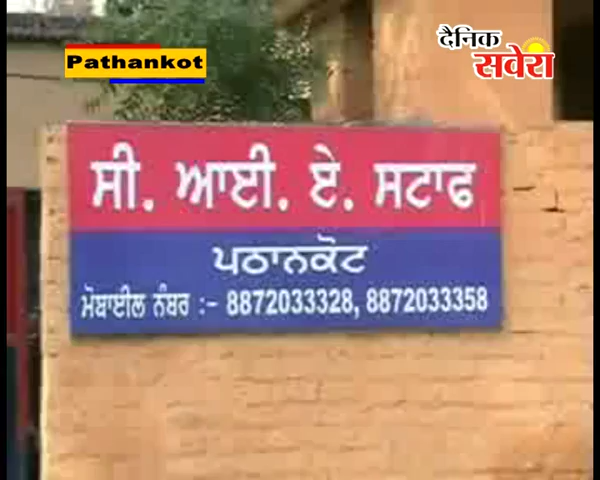 Pathankot
दैनिक
सवेरा
ਸੀ. ਆਈ. ਏ. ਸਟਾਫ
ਪਠਾਨਕੋਟ
ਮੋਬਾਈਲ ਨੰਬਰ :- 8872033328, 8872033358